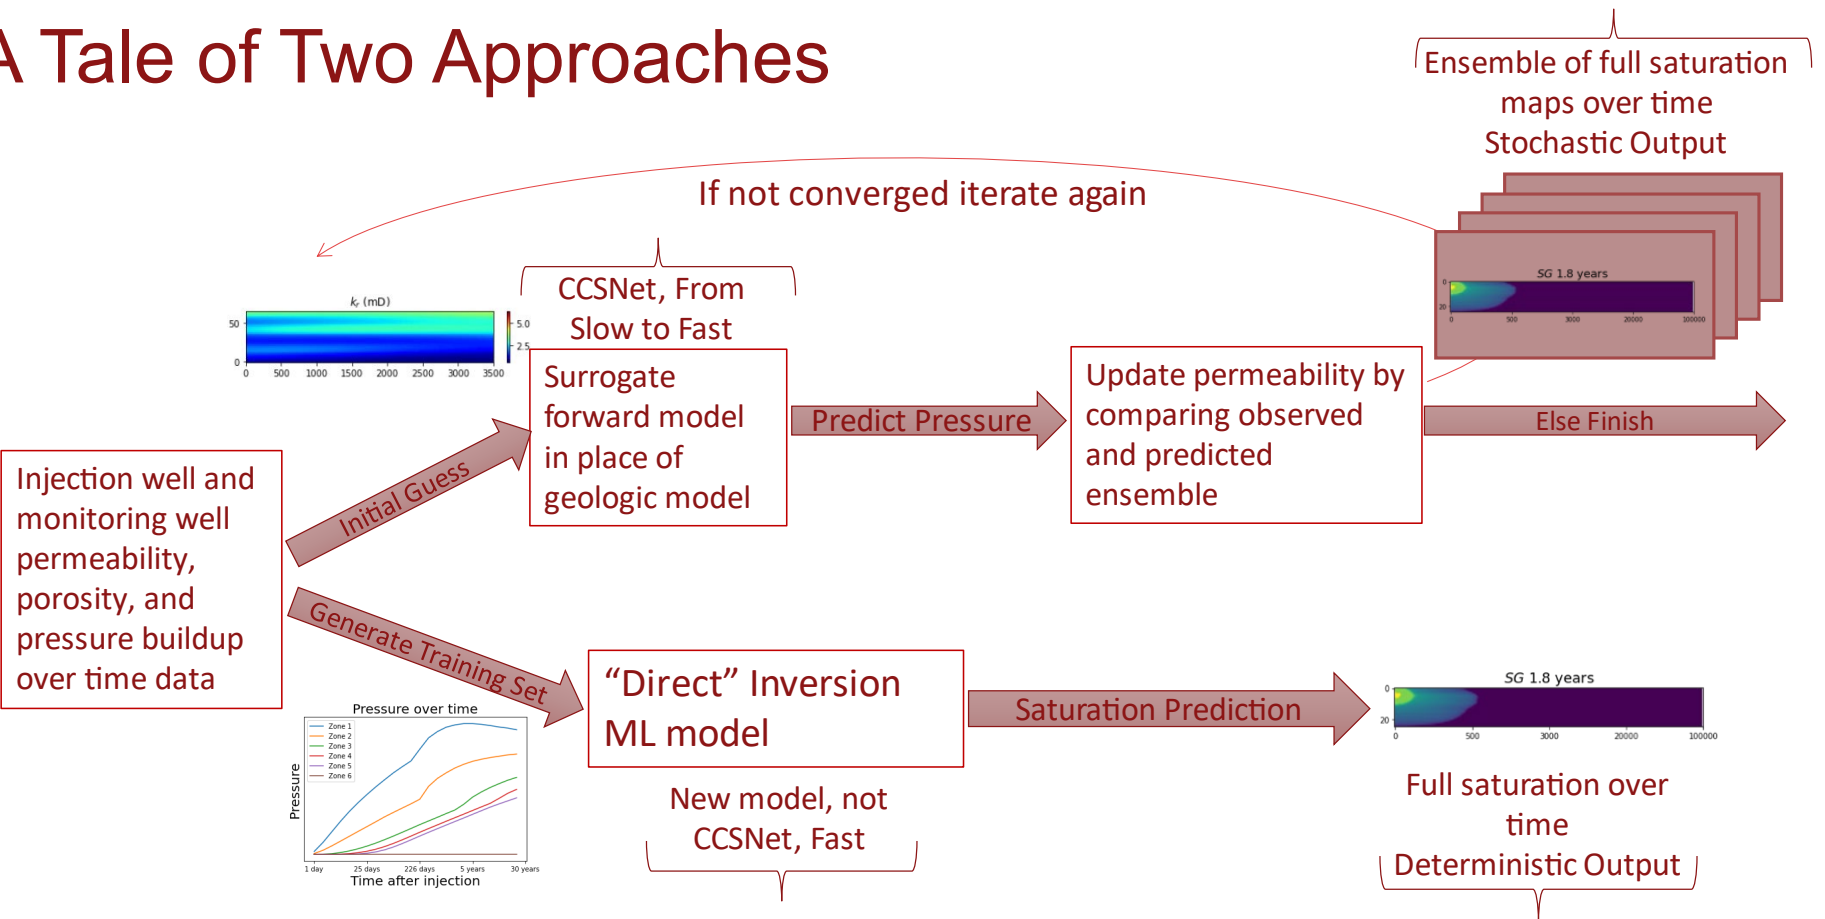 A Tale of Two Approaches
Ensemble of full saturation
maps over time
Stochastic Output
If not converged iterate again
SG 1.8 years
0
20
0
500
3000
20000
100000
CCSNet, From
Slow to Fast
kr (mD)
50
0
0
500
1000
1500
2000
2500
3000
3500
5.0
2.5
Surrogate
forward model
in place of
geologic model
Predict Pressure
Update permeability by
comparing observed
and predicted
ensemble
Else Finish
Injection well and
monitoring well
permeability,
porosity, and
pressure buildup
over time data
Initial Guess
Generate Training Set
Pressure over time
Zone 1
Zone 2
Zone 3
Zone 4
Zone 5
Zone 6
Pressure
1 day
25 days
226 days
5 years
30 years
Time after injection
“Direct” Inversion
ML model
New model, not
CCSNet, Fast
Saturation Prediction
SG 1.8 years
0
20
0
500
3000
20000
100000
Full saturation over
time
Deterministic Output